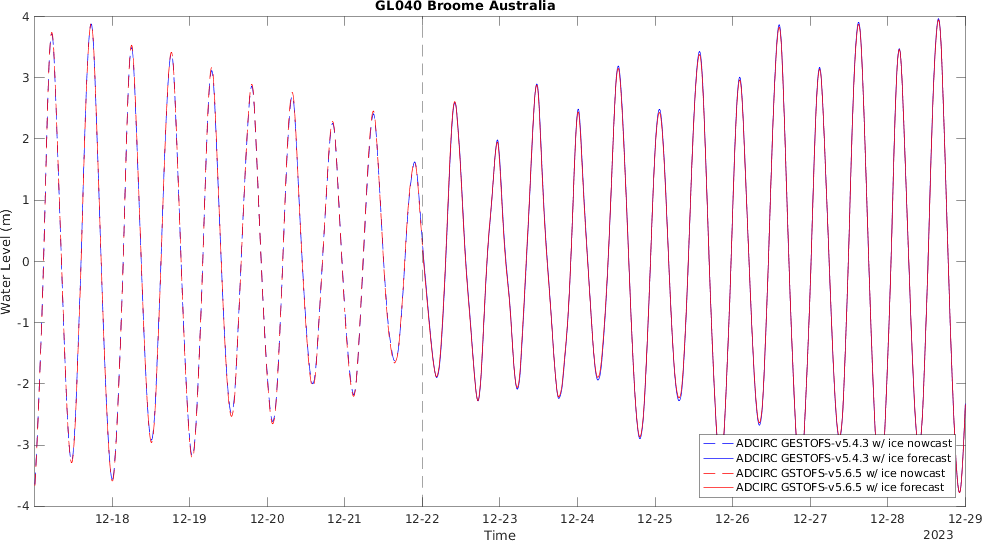 GL040 Broome Australia
4
3
2
1
0
-1
-2
-3
-4
Water Level (m)
ADCIRC GESTOFS-v5.4.3 w/ ice nowcast
ADCIRC GESTOFS-v5.4.3 w/ ice forecast
ADCIRC GSTOFS-v5.6.5 w/ ice nowcast
ADCIRC GSTOFS-v5.6.5 w/ ice forecast
12-18 12-19 12-20 12-21 12-22 12-23 12-24 12-25 12-26 12-27 12-28 12-29
Time
2023